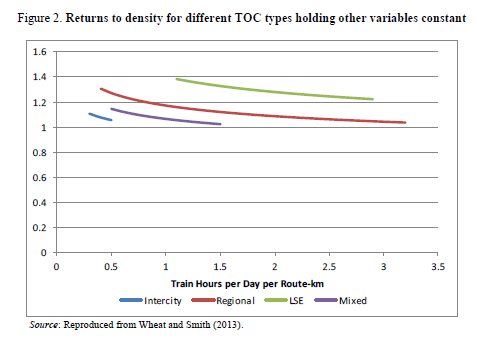 Figure 2. Returns to density for different TOC types holding other variables constant
1.6
1.4
1.2
1
0.8
0.6
0.4
0.2
0
0 0.5 1 1.5 2 2.5 3 3.5
Train Hours per Day per Route-km
Intercity Regional LSE Mixed
Source: Reproduced from Wheat and Smith (2013).